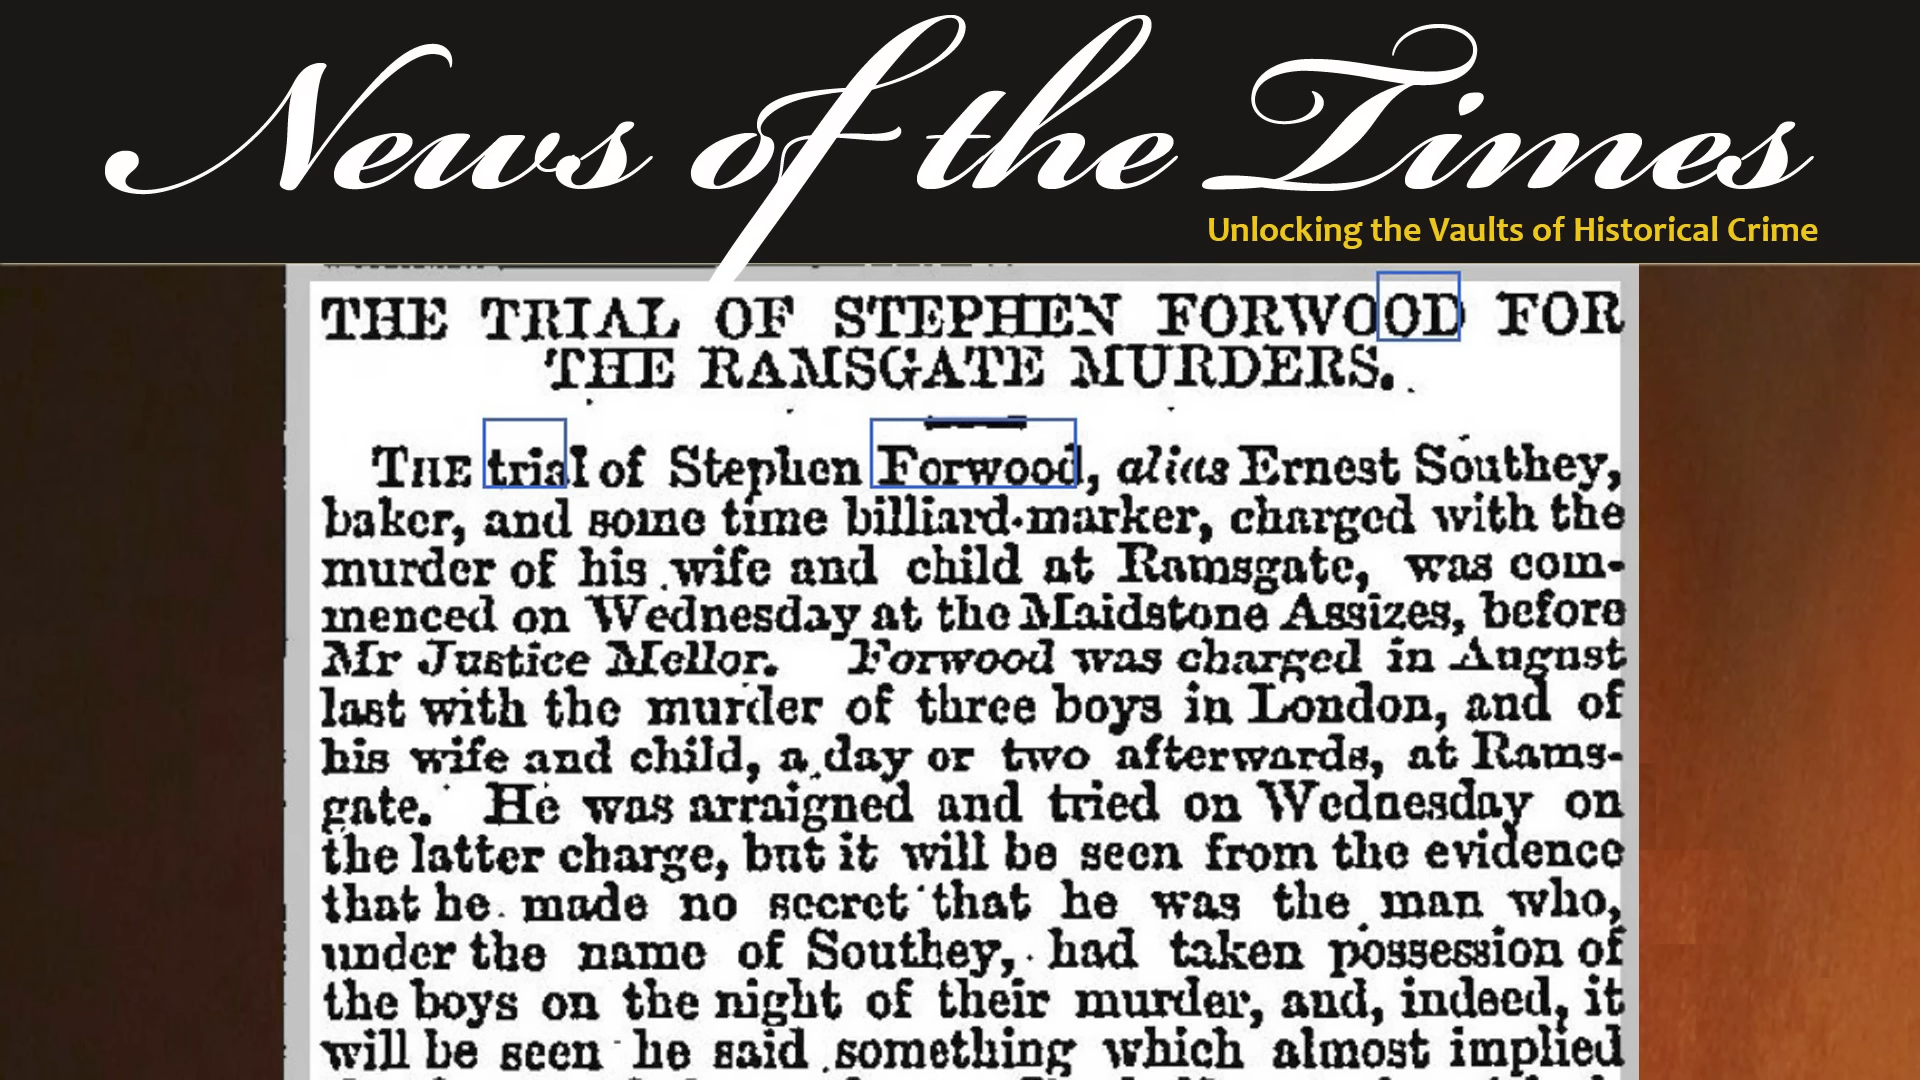 News of the Times
Unlocking the Vaults of Historical Crime
THE TRIAL OF STEPHEN FORWOOD FOR
THE RAMSGATE MURDERS.
THE trial of Stephen Forwood, alias Ernest Southey,
baker, and some time billiard-marker, charged with the
murder of his wife and child at Ramsgate, was com-
menced on Wednesday at the Maidstone Assizes, before
Mr Justice Mellor. Forwood was charged in August
last with the murder of three boys in London, and of
his wife and child, a day or two afterwards, at Rams-
gate. He was arraigned and tried on Wednesday on
the latter charge, but it will be seen from the evidence
that he made no secret that he was the man who,
under the name of Southey, had taken possession of
the boys on the night of their murder, and, indeed, it
will be seen he said something which almost implied